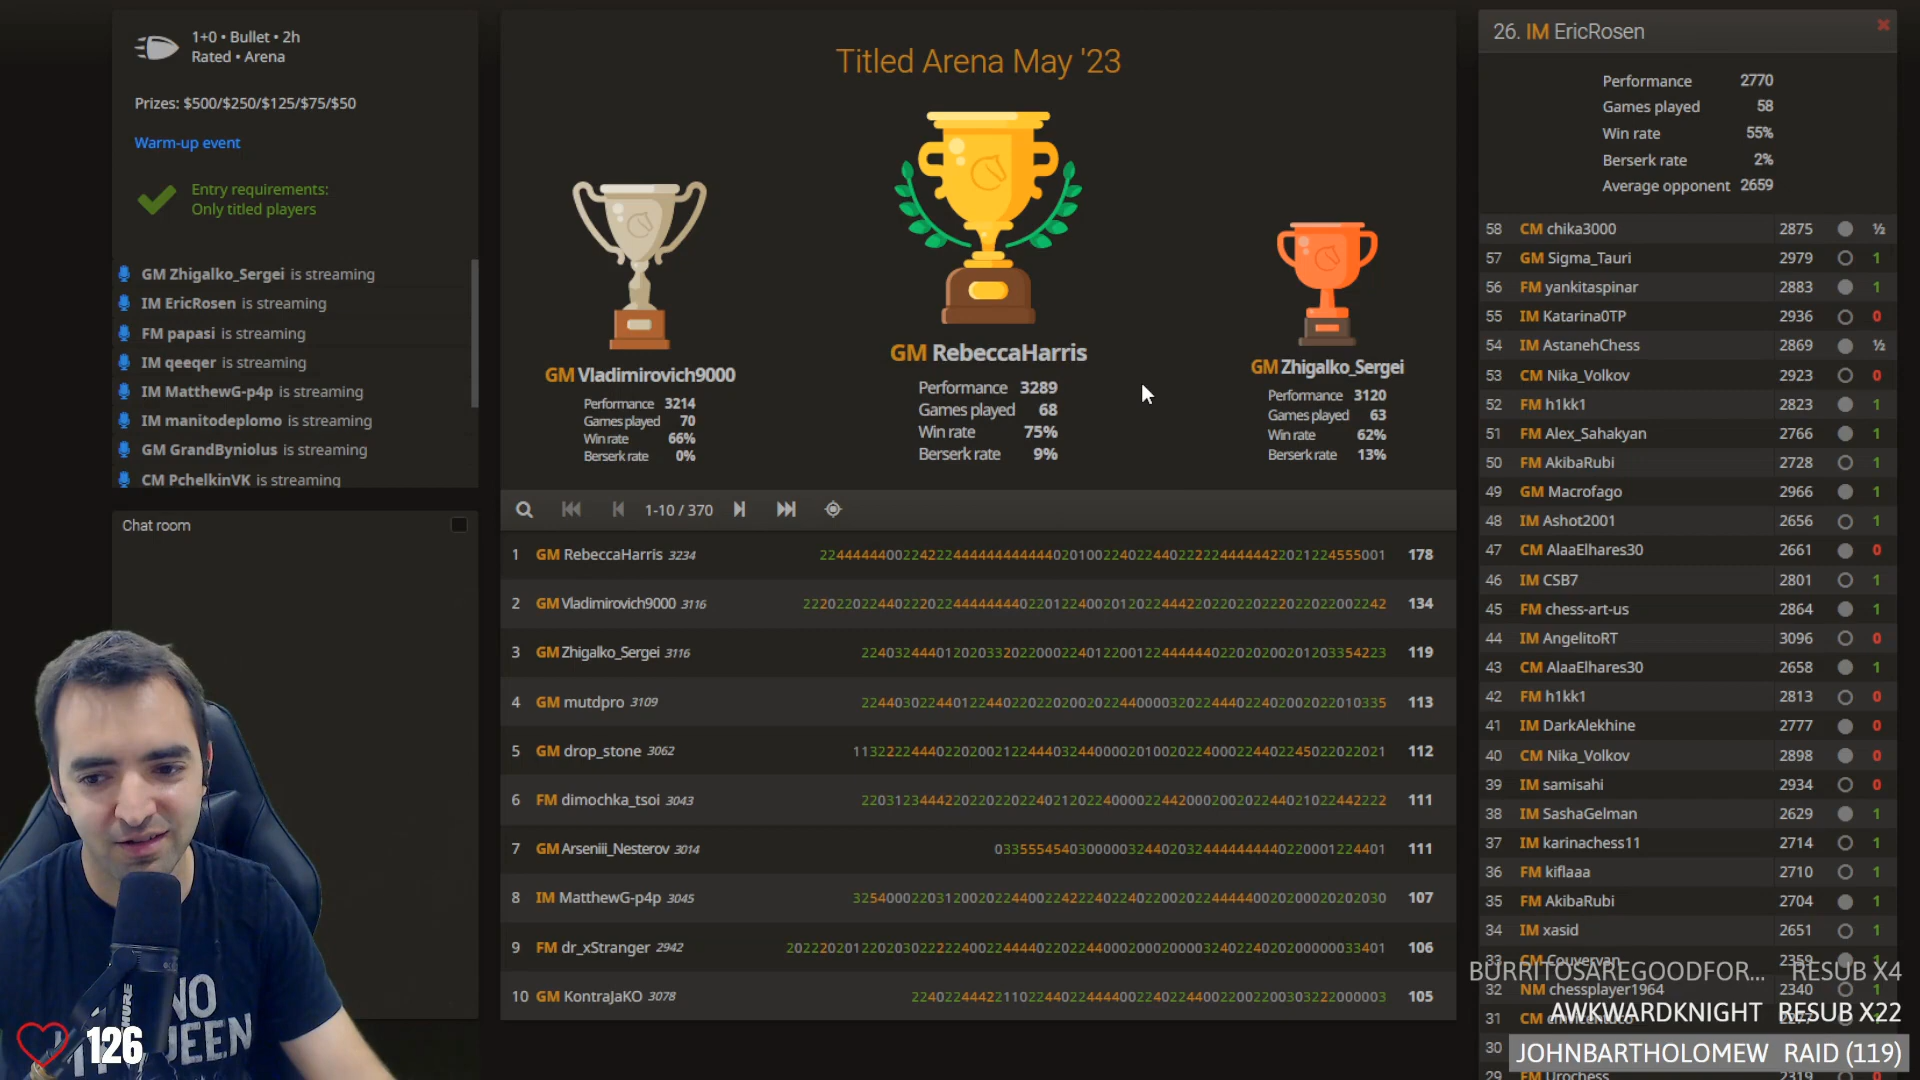 1+0 • Bullet • 2h
Rated • Arena
Prizes: $500/$250/$125/$75/$50
Warm-up event
Entry requirements:
Only titled players
GM Zhigalko_Sergei is streaming
IM EricRosen is streaming
FM papasi is streaming
IM qeeqer is streaming
IM MatthewG-p4p is streaming
IM manitodeplomo is streaming
GM GrandByniolus is streaming
CM PchelkinVK is streaming
Chat room
126
Titled Arena May '23
GM Vladimirovich9000
Performance 3214
Games played 70
Win rate 66%
Berserk rate 0%
GM RebeccaHarris
Performance 3289
Games played 68
Win rate 75%
Berserk rate 9%
GM Zhigalko_Sergei
Performance 3120
Games played 63
Win rate 62%
Berserk rate 13%
1-10 / 370
1 GM RebeccaHarris 3234 178
2 GM Vladimirovich9000 3116 134
3 GM Zhigalko_Sergei 3116 119
4 GM mutdpro 3109 113
5 GM drop_stone 3062 112
6 FM dimochka_tsoi 3043 111
7 GM Arseniii_Nesterov 3014 111
8 IM MatthewG-p4p 3045 107
9 FM dr_xStranger 2942 106
10 GM KontraJaKO 3078 105
26. IM EricRosen
Performance 2770
Games played 58
Win rate 55%
Berserk rate 2%
Average opponent 2659
58 CM chika3000 2875 ½
57 GM Sigma_Tauri 2979 1
56 FM yankitaspinar 2883 1
55 IM Katarina0TP 2936 0
54 IM AstanehChess 2869 ½
53 CM Nika_Volkov 2923 0
52 FM h1kk1 2823 1
51 FM Alex_Sahakyan 2766 1
50 FM AkibaRubi 2728 1
49 GM Macrofago 2966 1
48 IM Ashot2001 2656 1
47 CM AlaaElhares30 2661 0
46 IM CSB7 2801 1
45 FM chess-art-us 2864 1
44 IM AngelitoRT 3096 0
43 CM AlaaElhares30 2658 1
42 FM h1kk1 2813 0
41 IM DarkAlekhine 2777 0
40 CM Nika_Volkov 2898 0
39 IM samisahi 2934 0
38 IM SashaGelman 2629 1
37 IM karinachess11 2714 1
36 FM kiflaaa 2710 1
35 FM AkibaRubi 2704 1
34 IM xasid 2651 1
33 CM Couvervan 2359
BURRITOSAREGOODFOR... RESUB X4
32 NM chessplayer1964 2340 1
31 CM
AWKWARDKNIGHT RESUB X22
30
JOHNBARTHOLOMEW RAID (119)
29 FM Drochess 2319
NO
QUEEN
SHURE